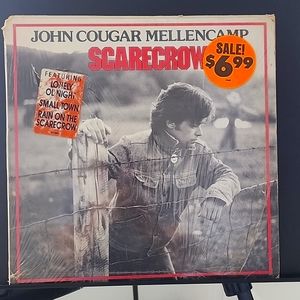 JOHN COUGAR MELLENCAMP
SCARECROW
SALE!
$6.99
FEATURING
LONELY
OL' NIGHT
SMALL TOWN
RAIN ON THE
SCARECROW